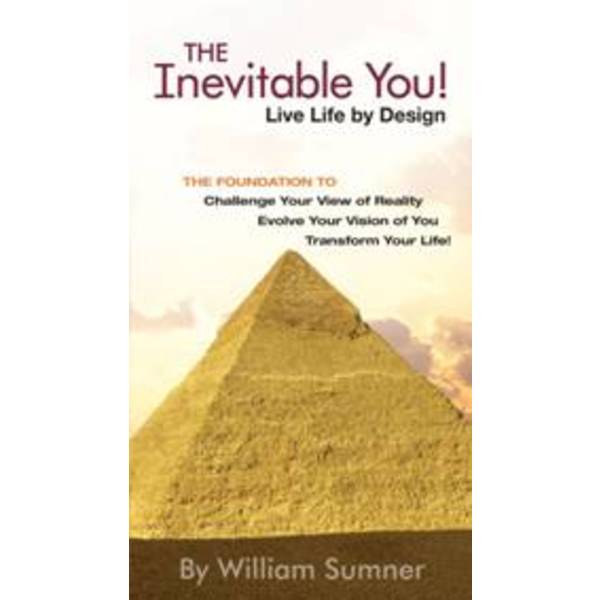 THE
Inevitable You!
Live Life by Design
THE FOUNDATION TO
Challenge Your View of Reality
Evolve Your Vision of You
Transform Your Life!
By William Sumner